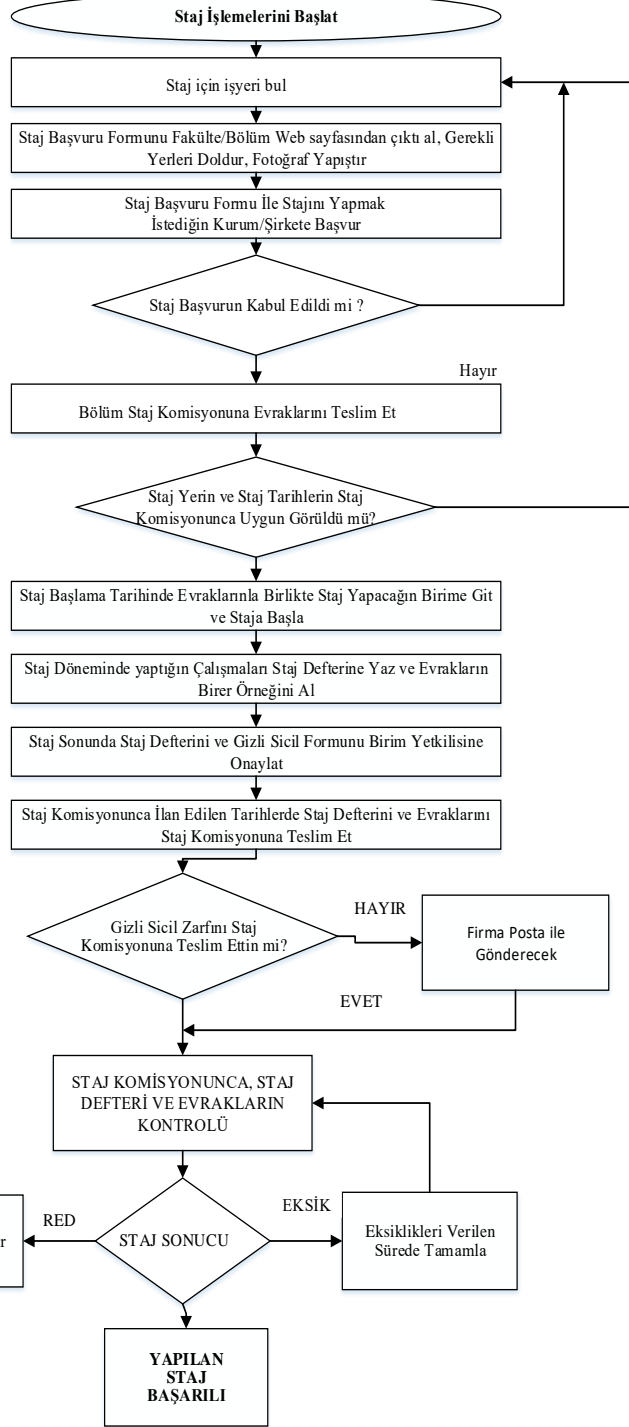 Staj İşlemelerini Başlat
Staj için işyeri bul
Staj Başvuru Formunu Fakülte/Bölüm Web sayfasından çıktı al, Gerekli
Yerleri Doldur, Fotoğraf Yapıştır
Staj Başvuru Formu İle Stajını Yapmak
İstediğin Kurum/Şirkete Başvur
Staj Başvurun Kabul Edildi mi ?
Hayır
Bölüm Staj Komisyonuna Evraklarını Teslim Et
Staj Yerin ve Staj Tarihlerin Staj
Komisyonunca Uygun Görüldü mü?
Staj Başlama Tarihinde Evraklarınla Birlikte Staj Yapacağın Birime Git
ve Staja Başla
Staj Döneminde yaptığın Çalışmaları Staj Defterine Yaz ve Evrakların
Birer Örneğini Al
Staj Sonunda Staj Defterini ve Gizli Sicil Formunu Birim Yetkilisine
Onaylat
Staj Komisyonunca İlan Edilen Tarihlerde Staj Defterini ve Evraklarını
Staj Komisyonuna Teslim Et
Gizli Sicil Zarfını Staj
Komisyonuna Teslim Ettin mi?
HAYIR
Firma Posta ile
Gönderecek
EVET
STAJ KOMİSYONUNCA, STAJ
DEFTERİ VE EVRAKLARIN
KONTROLÜ
STAJ SONUCU
RED
EKSİK
Eksiklikleri Verilen
Sürede Tamamla
YAPILAN
STAJ
BAŞARILI